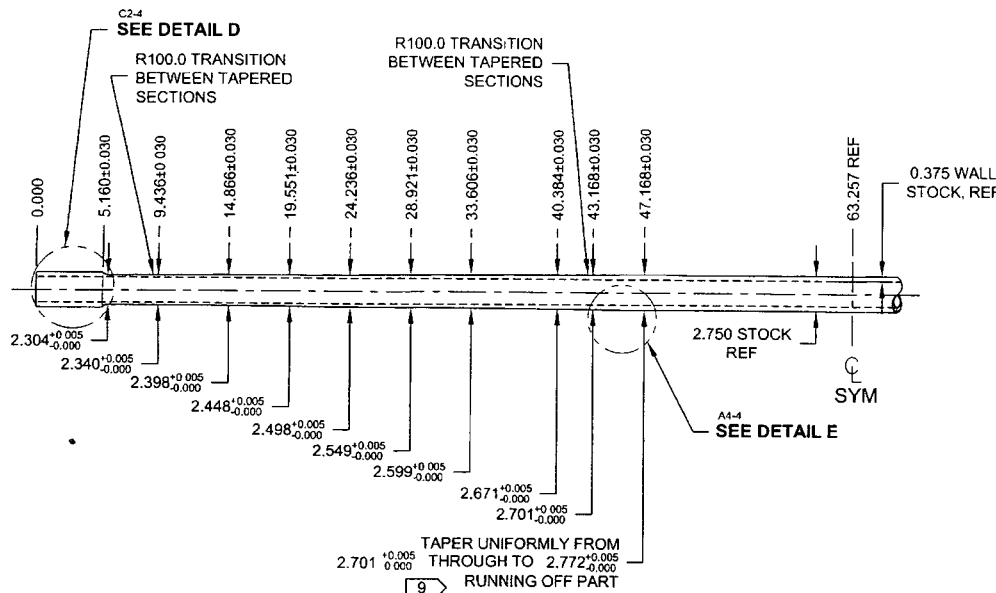 C2-4
SEE DETAIL D
R100.0 TRANSITION
BETWEEN TAPERED
SECTIONS
R100.0 TRANSITION
BETWEEN TAPERED
SECTIONS
0.000
5.160±0.030
9.436±0 030
14.866±0.030
19.551±0.030
24.236±0.030
28.921±0.030
33.606±0.030
40.384±0.030
43.168±0.030
47.168±0.030
63.257 REF
0.375 WALL
STOCK, REF
2.304 +0 005 -0.000
2.340 +0.005 -0.000
2.398 +0 005 -0.000
2.448 +0.005 -0.000
2.498 +0.005 -0.000
2.549 +0.005 -0.000
2.599 +0 005 -0.000
2.671 +0.005 -0.000
2.701 +0.005 -0.000
2.750 STOCK
REF
℄
SYM
A4-4
SEE DETAIL E
TAPER UNIFORMLY FROM
2.701 +0.005 0 000 THROUGH TO 2.772 +0.005 -0.000
9 RUNNING OFF PART